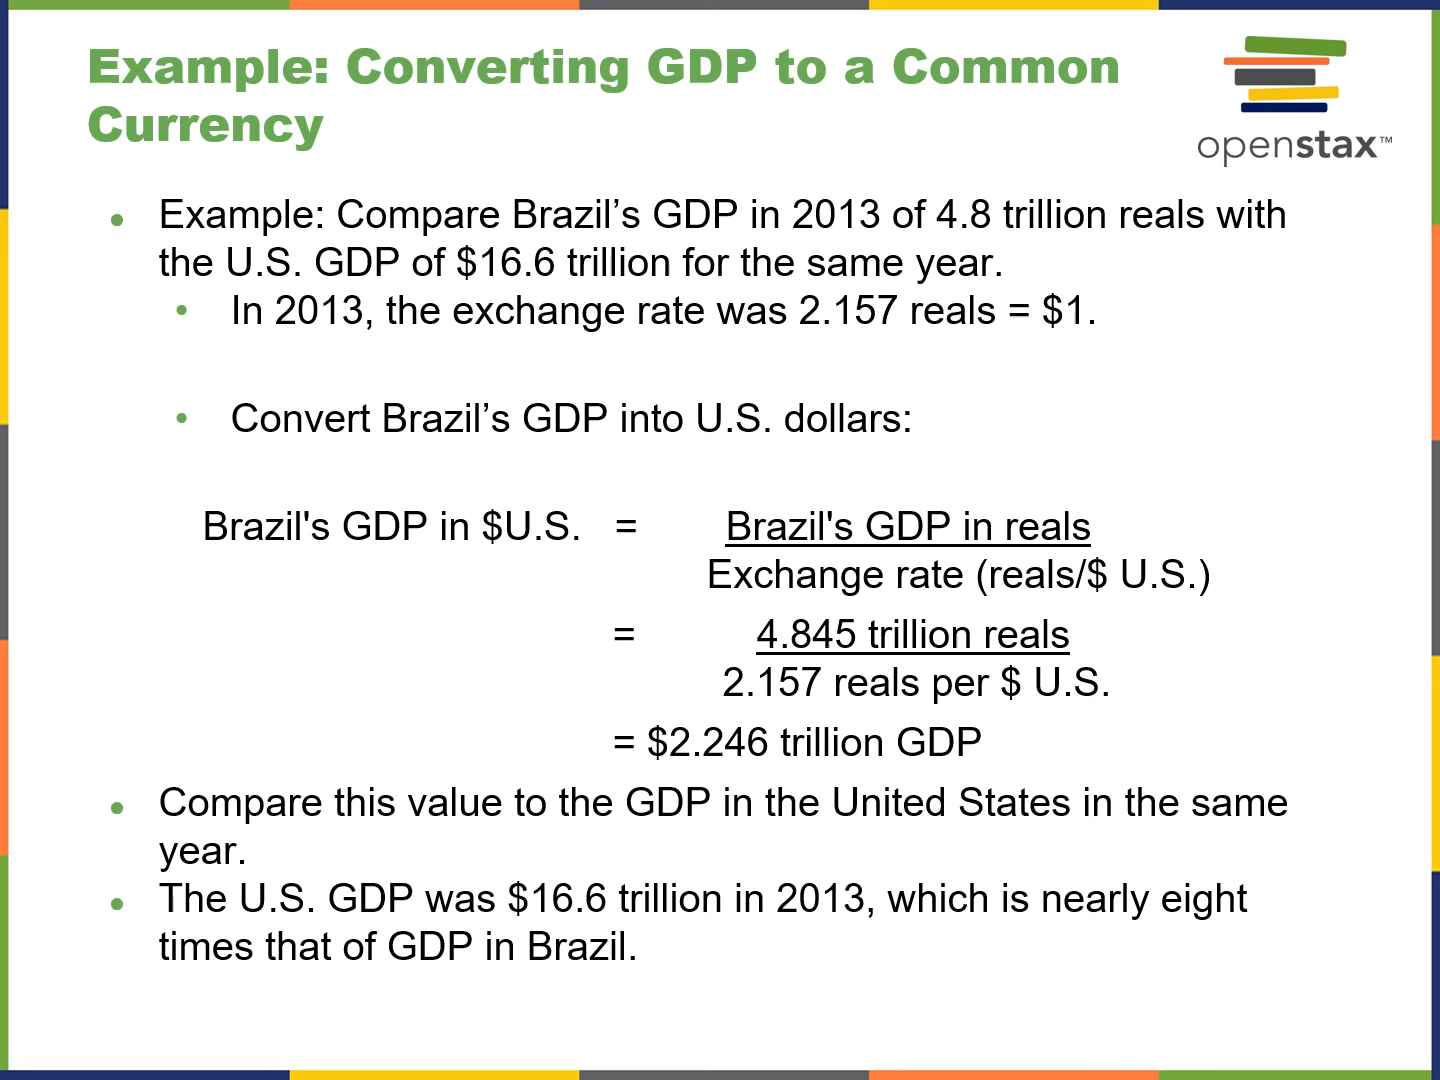 Example: Converting GDP to a Common
Currency
openstax™
Example: Compare Brazil’s GDP in 2013 of 4.8 trillion reals with
the U.S. GDP of $16.6 trillion for the same year.
In 2013, the exchange rate was 2.157 reals = $1.
Convert Brazil’s GDP into U.S. dollars:
Brazil's GDP in $U.S. = Brazil's GDP in reals
Exchange rate (reals/$ U.S.)
= 4.845 trillion reals
2.157 reals per $ U.S.
= $2.246 trillion GDP
Compare this value to the GDP in the United States in the same
year.
The U.S. GDP was $16.6 trillion in 2013, which is nearly eight
times that of GDP in Brazil.